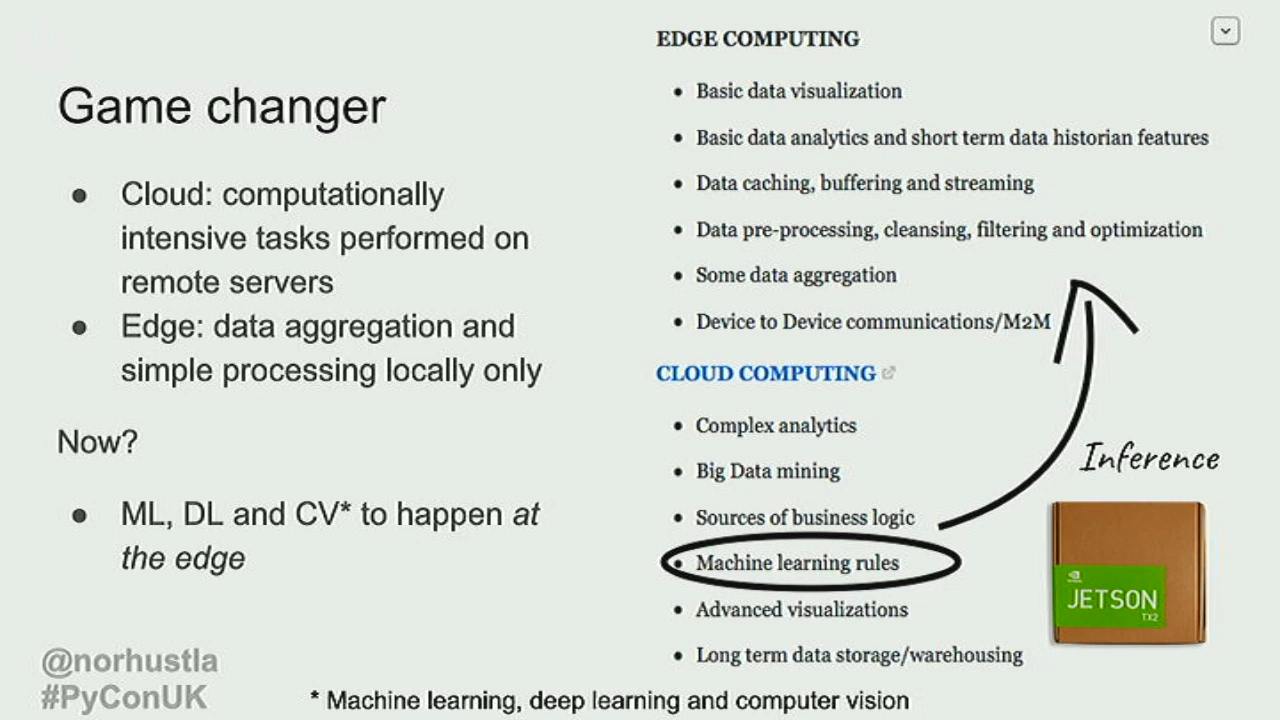 Game changer
● Cloud: computationally
intensive tasks performed on
remote servers
● Edge: data aggregation and
simple processing locally only
Now?
● ML, DL and CV* to happen at
the edge
@norhustla
#PyConUK
EDGE COMPUTING
• Basic data visualization
• Basic data analytics and short term data historian features
• Data caching, buffering and streaming
• Data pre-processing, cleansing, filtering and optimization
• Some data aggregation
• Device to Device communications/M2M
CLOUD COMPUTING
• Complex analytics
• Big Data mining
• Sources of business logic
• Machine learning rules
• Advanced visualizations
• Long term data storage/warehousing
Inference
JETSON
TX2
* Machine learning, deep learning and computer vision